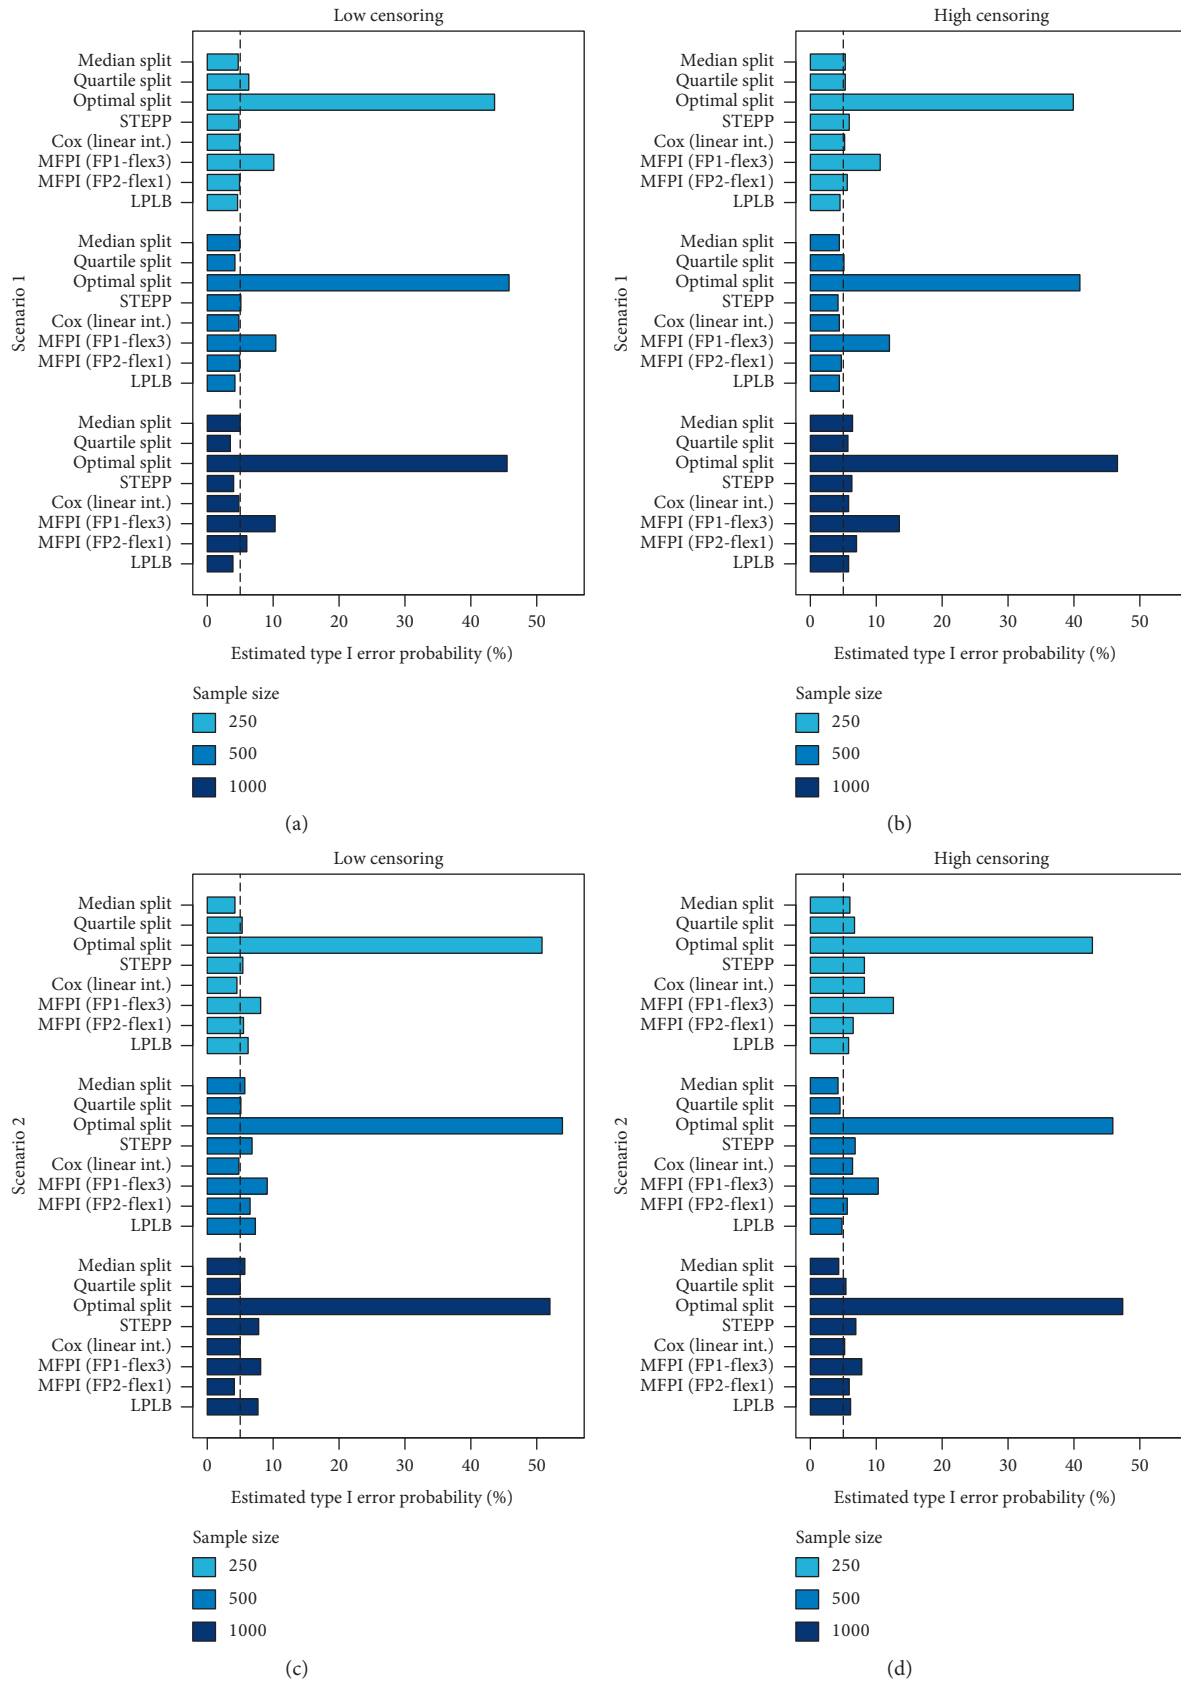 Low censoring
Scenario 1
Median split
Quartile split
Optimal split
STEPP
Cox (linear int.)
MFPI (FP1-flex3)
MFPI (FP2-flex1)
LPLB
Median split
Quartile split
Optimal split
STEPP
Cox (linear int.)
MFPI (FP1-flex3)
MFPI (FP2-flex1)
LPLB
Median split
Quartile split
Optimal split
STEPP
Cox (linear int.)
MFPI (FP1-flex3)
MFPI (FP2-flex1)
LPLB
0 10 20 30 40 50
Estimated type I error probability (%)
Sample size
250
500
1000
(a)
High censoring
Scenario 1
Median split
Quartile split
Optimal split
STEPP
Cox (linear int.)
MFPI (FP1-flex3)
MFPI (FP2-flex1)
LPLB
Median split
Quartile split
Optimal split
STEPP
Cox (linear int.)
MFPI (FP1-flex3)
MFPI (FP2-flex1)
LPLB
Median split
Quartile split
Optimal split
STEPP
Cox (linear int.)
MFPI (FP1-flex3)
MFPI (FP2-flex1)
LPLB
0 10 20 30 40 50
Estimated type I error probability (%)
Sample size
250
500
1000
(b)
Low censoring
Scenario 2
Median split
Quartile split
Optimal split
STEPP
Cox (linear int.)
MFPI (FP1-flex3)
MFPI (FP2-flex1)
LPLB
Median split
Quartile split
Optimal split
STEPP
Cox (linear int.)
MFPI (FP1-flex3)
MFPI (FP2-flex1)
LPLB
Median split
Quartile split
Optimal split
STEPP
Cox (linear int.)
MFPI (FP1-flex3)
MFPI (FP2-flex1)
LPLB
0 10 20 30 40 50
Estimated type I error probability (%)
Sample size
250
500
1000
(c)
High censoring
Scenario 2
Median split
Quartile split
Optimal split
STEPP
Cox (linear int.)
MFPI (FP1-flex3)
MFPI (FP2-flex1)
LPLB
Median split
Quartile split
Optimal split
STEPP
Cox (linear int.)
MFPI (FP1-flex3)
MFPI (FP2-flex1)
LPLB
Median split
Quartile split
Optimal split
STEPP
Cox (linear int.)
MFPI (FP1-flex3)
MFPI (FP2-flex1)
LPLB
0 10 20 30 40 50
Estimated type I error probability (%)
Sample size
250
500
1000
(d)